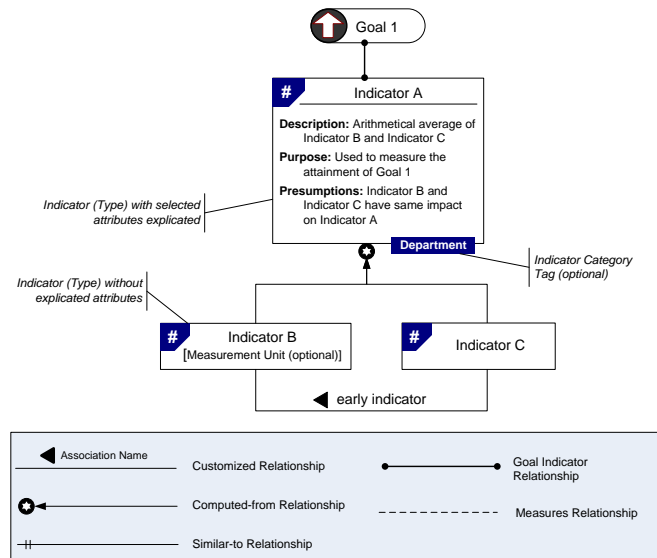 Goal 1
#
Indicator A
Description: Arithmetical average of
Indicator B and Indicator C
Purpose: Used to measure the
attainment of Goal 1
Presumptions: Indicator B and
Indicator C have same impact
on Indicator A
Department
Indicator (Type) with selected
attributes explicated
Indicator Category
Tag (optional)
Indicator (Type) without
explicated attributes
#
Indicator B
[Measurement Unit (optional)]
#
Indicator C
early indicator
Association Name
Customized Relationship
Goal Indicator
Relationship
Computed-from Relationship
Measures Relationship
Similar-to Relationship